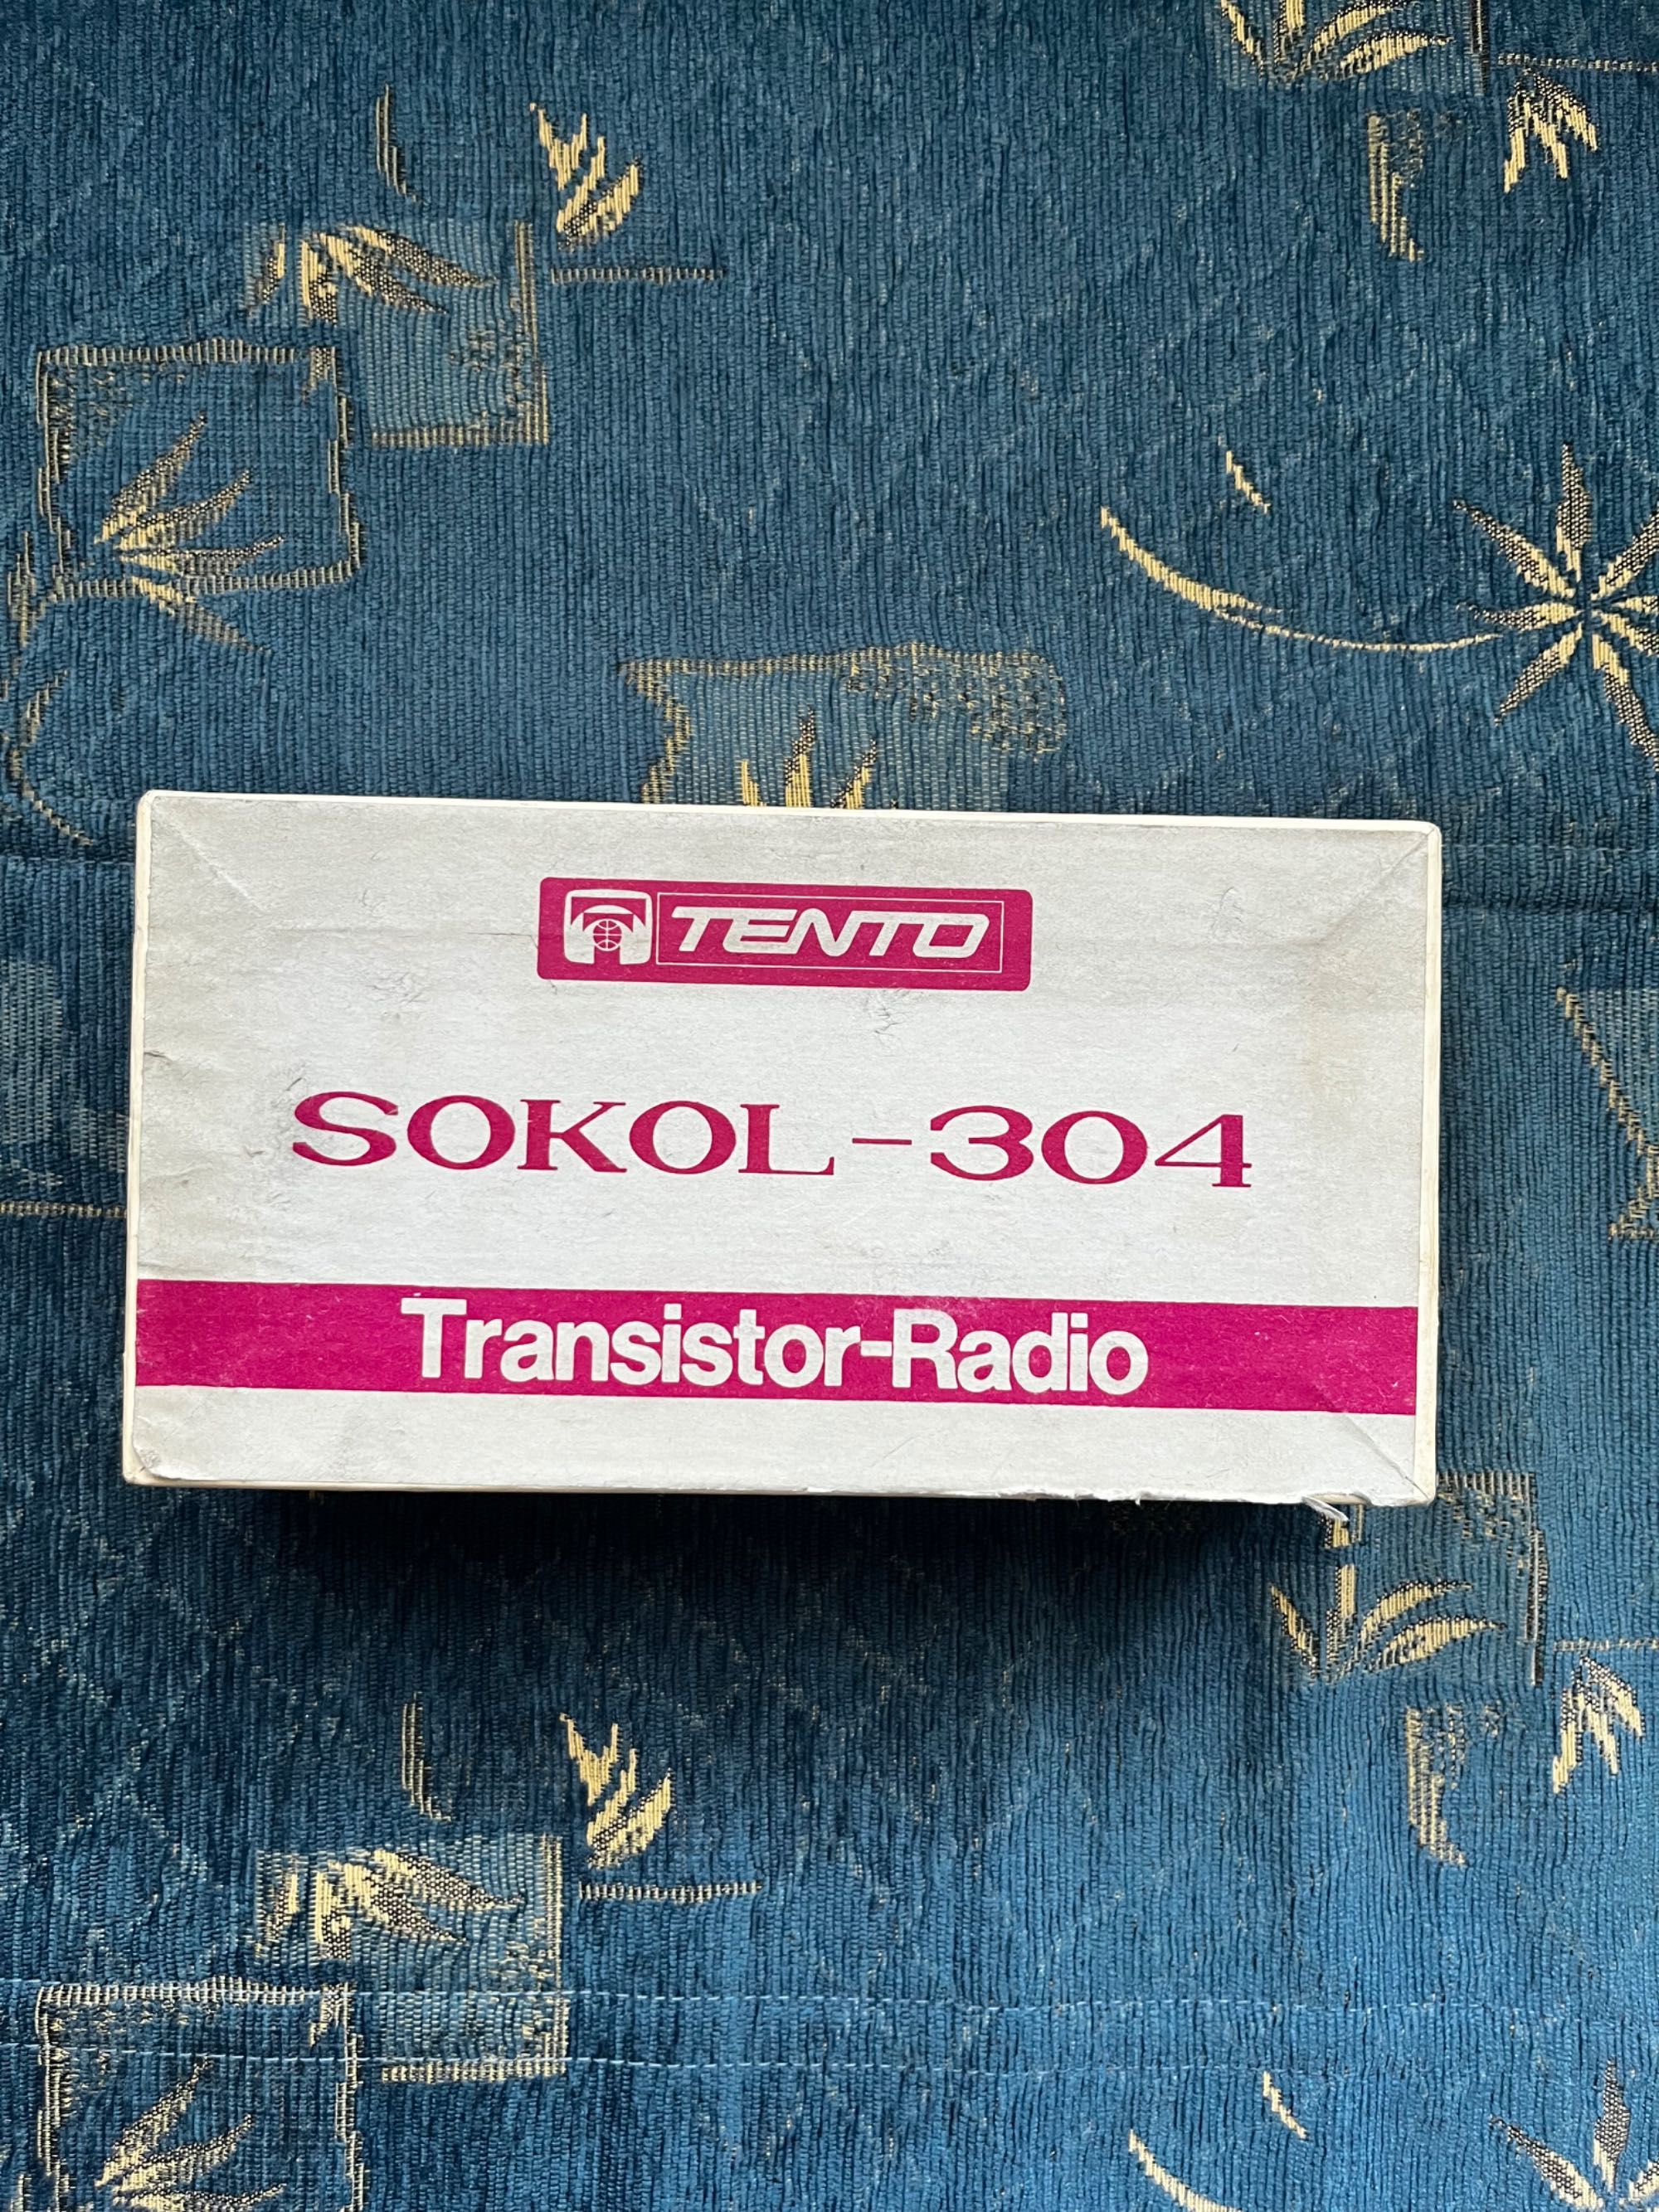 TENTO
SOKOL-304
Transistor-Radio